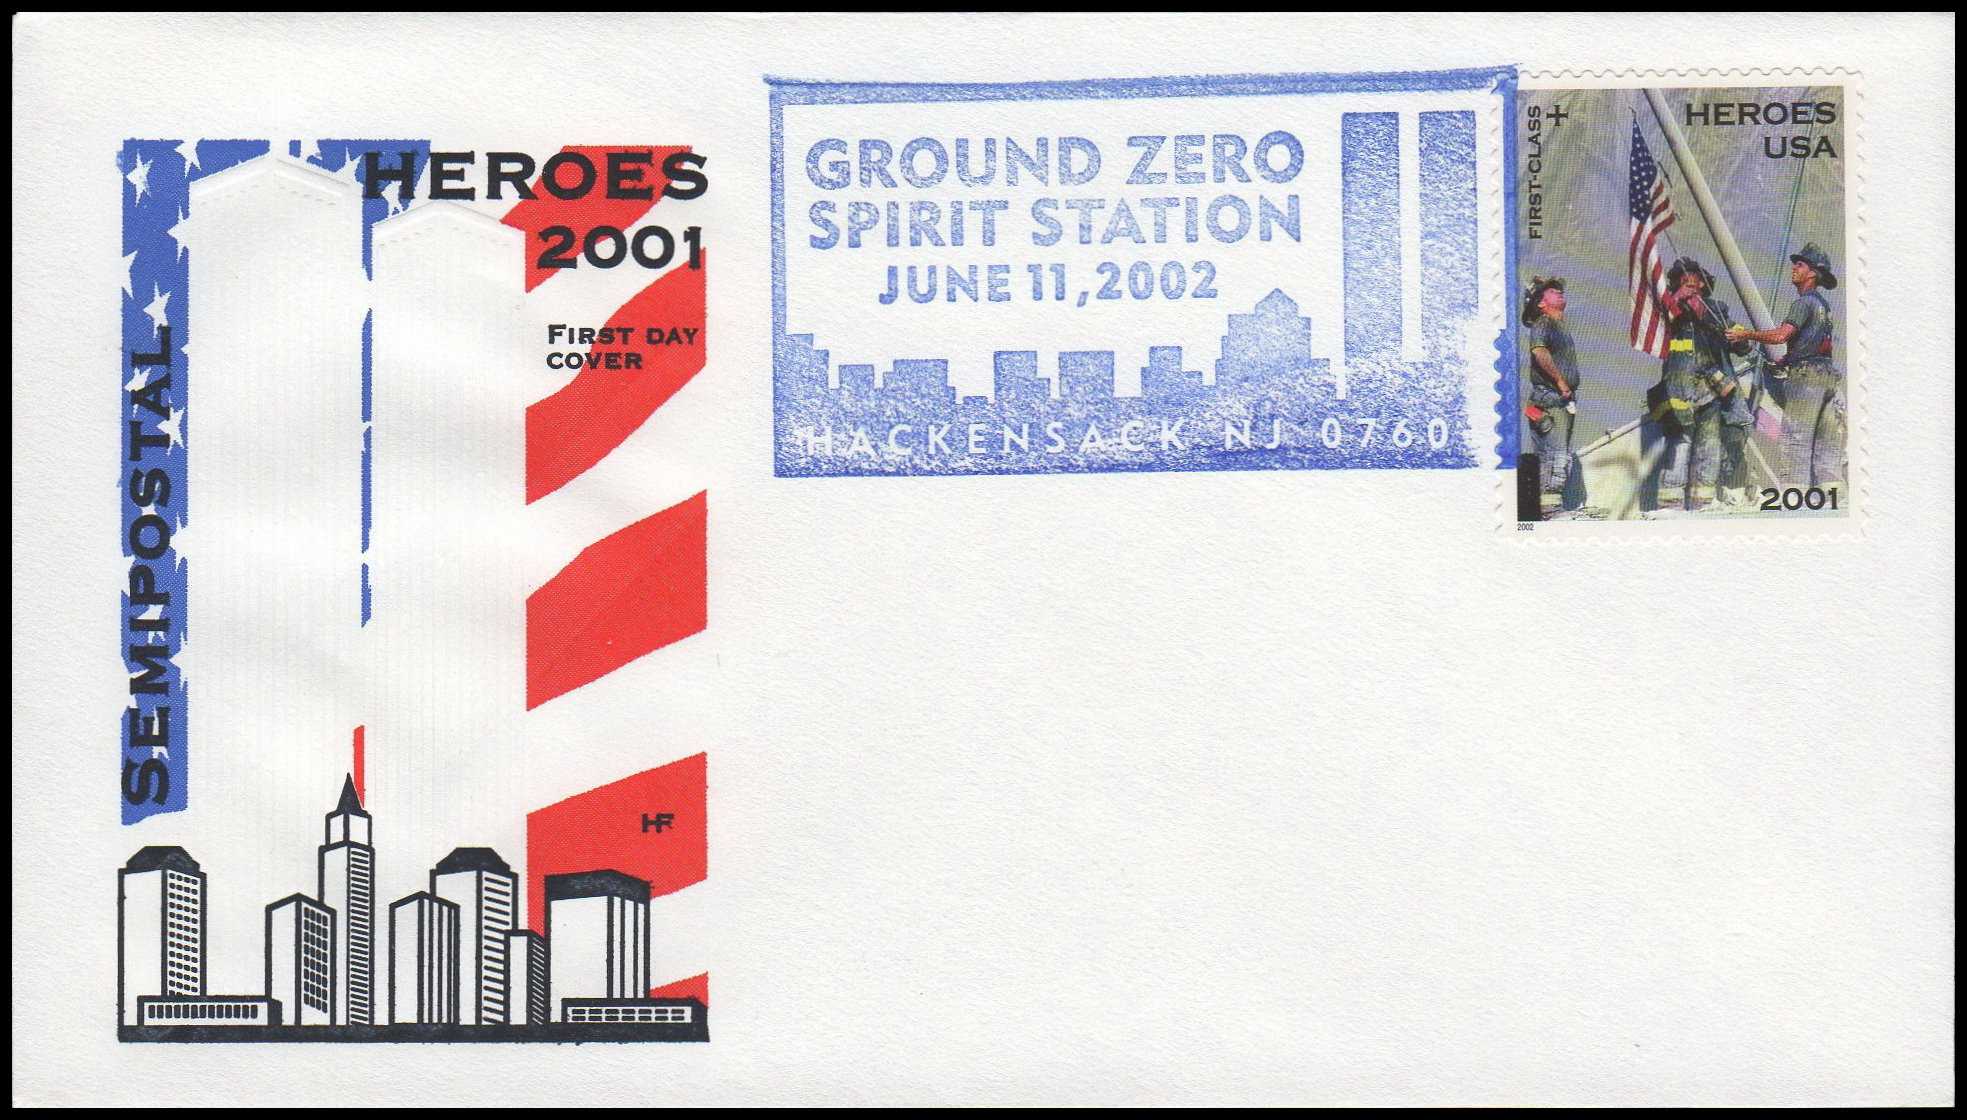 HEROES
2001
FIRST DAY
COVER
SEMIPOSTAL
HF
GROUND ZERO
SPIRIT STATION
JUNE 11, 2002
HACKENSACK NJ 0760
FIRST-CLASS
+
HEROES
USA
2001
2002